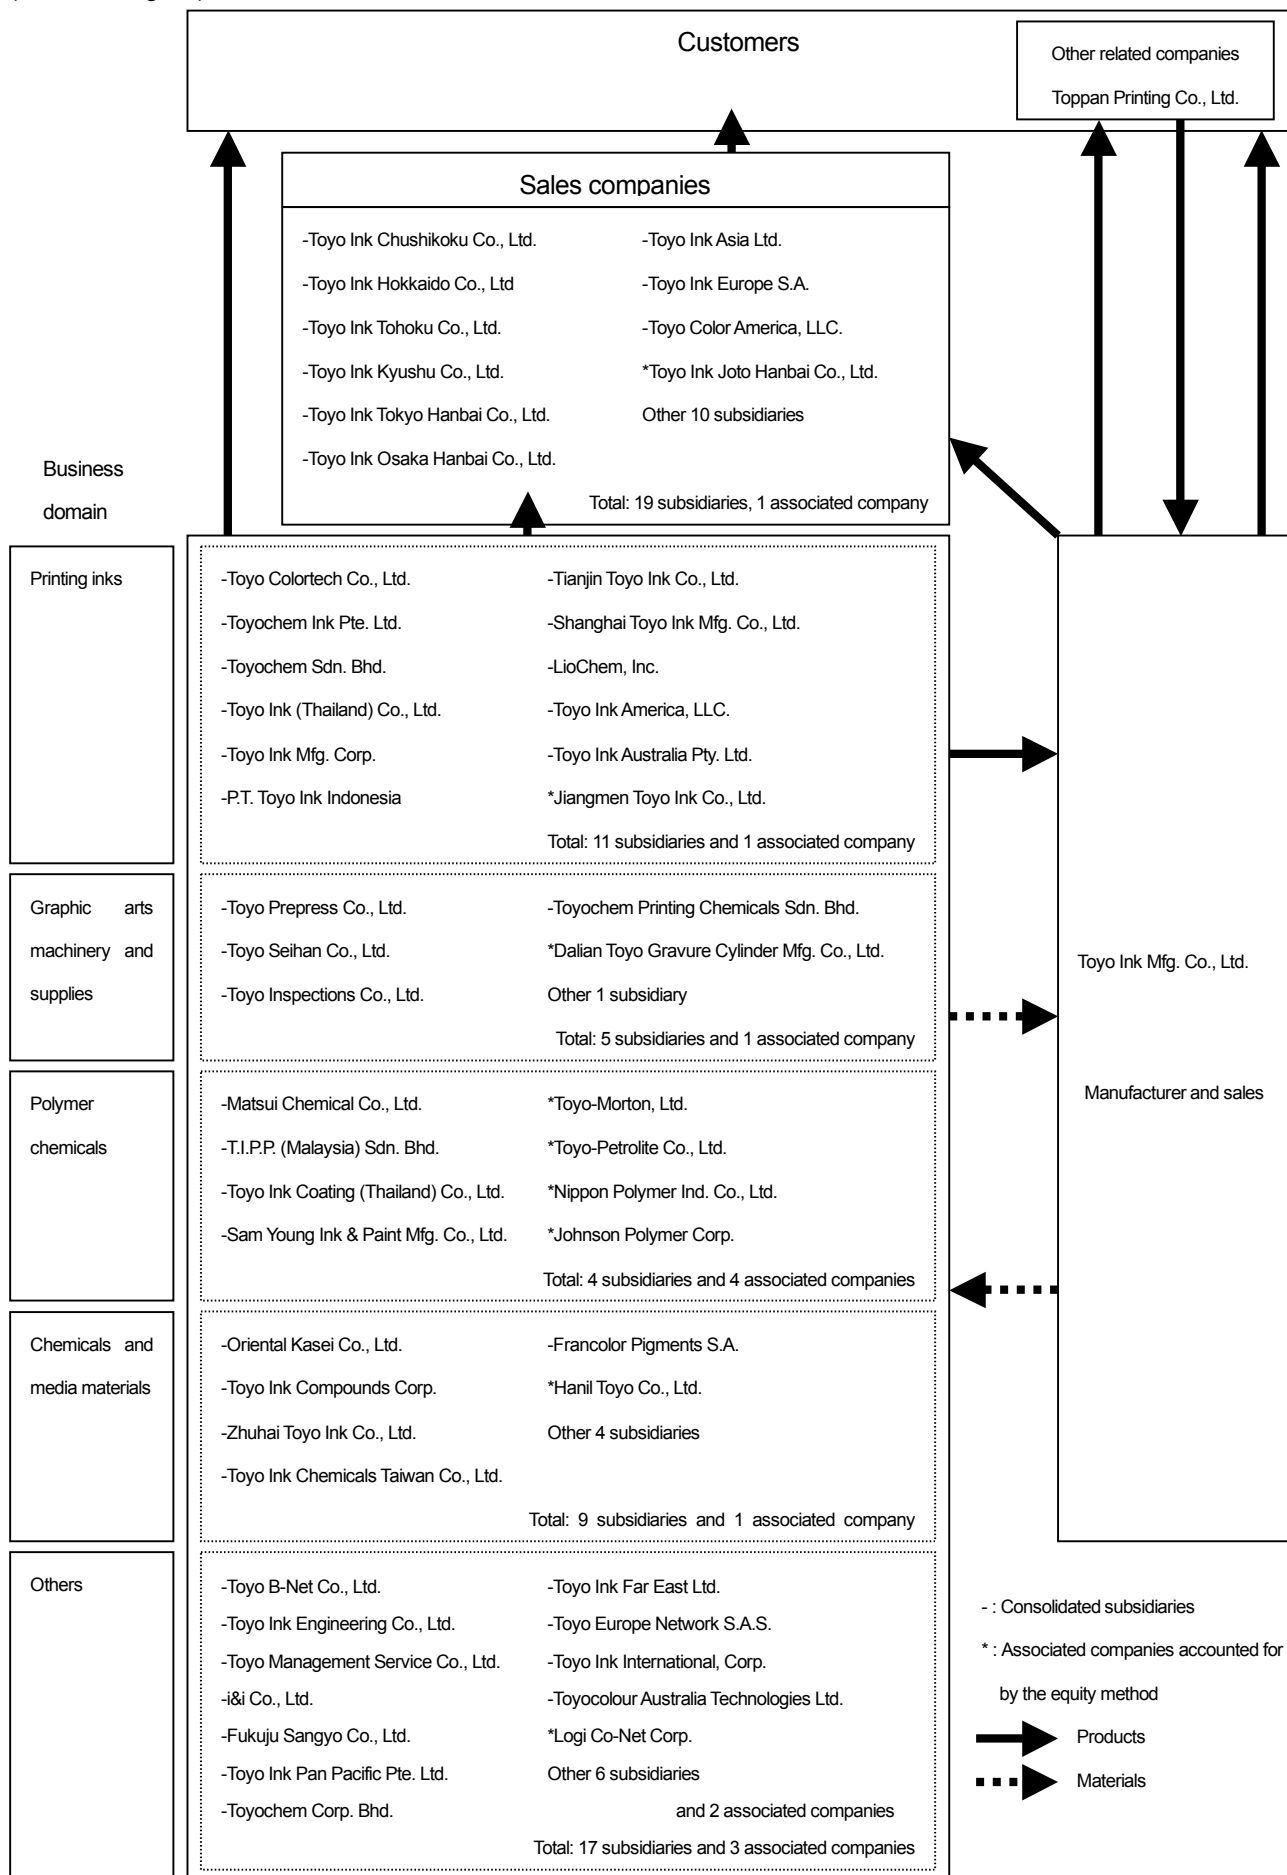 Customers
Other related companies
Toppan Printing Co., Ltd.
Sales companies
-Toyo Ink Chushikoku Co., Ltd.
-Toyo Ink Asia Ltd.
-Toyo Ink Hokkaido Co., Ltd
-Toyo Ink Europe S.A.
-Toyo Ink Tohoku Co., Ltd.
-Toyo Color America, LLC.
-Toyo Ink Kyushu Co., Ltd.
*Toyo Ink Joto Hanbai Co., Ltd.
-Toyo Ink Tokyo Hanbai Co., Ltd.
Other 10 subsidiaries
-Toyo Ink Osaka Hanbai Co., Ltd.
Total: 19 subsidiaries, 1 associated company
Business
domain
Printing inks
-Toyo Colortech Co., Ltd.
-Tianjin Toyo Ink Co., Ltd.
-Toyochem Ink Pte. Ltd.
-Shanghai Toyo Ink Mfg. Co., Ltd.
-Toyochem Sdn. Bhd.
-LioChem, Inc.
-Toyo Ink (Thailand) Co., Ltd.
-Toyo Ink America, LLC.
-Toyo Ink Mfg. Corp.
-Toyo Ink Australia Pty. Ltd.
-P.T. Toyo Ink Indonesia
*Jiangmen Toyo Ink Co., Ltd.
Total: 11 subsidiaries and 1 associated company
Graphic arts
machinery and
supplies
-Toyo Prepress Co., Ltd.
-Toyochem Printing Chemicals Sdn. Bhd.
-Toyo Seihan Co., Ltd.
*Dalian Toyo Gravure Cylinder Mfg. Co., Ltd.
-Toyo Inspections Co., Ltd.
Other 1 subsidiary
Total: 5 subsidiaries and 1 associated company
Toyo Ink Mfg. Co., Ltd.
Manufacturer and sales
Polymer
chemicals
-Matsui Chemical Co., Ltd.
*Toyo-Morton, Ltd.
-T.I.P.P. (Malaysia) Sdn. Bhd.
*Toyo-Petrolite Co., Ltd.
-Toyo Ink Coating (Thailand) Co., Ltd.
*Nippon Polymer Ind. Co., Ltd.
-Sam Young Ink & Paint Mfg. Co., Ltd.
*Johnson Polymer Corp.
Total: 4 subsidiaries and 4 associated companies
Chemicals and
media materials
-Oriental Kasei Co., Ltd.
-Francolor Pigments S.A.
-Toyo Ink Compounds Corp.
*Hanil Toyo Co., Ltd.
-Zhuhai Toyo Ink Co., Ltd.
Other 4 subsidiaries
-Toyo Ink Chemicals Taiwan Co., Ltd.
Total: 9 subsidiaries and 1 associated company
Others
-Toyo B-Net Co., Ltd.
-Toyo Ink Far East Ltd.
-Toyo Ink Engineering Co., Ltd.
-Toyo Europe Network S.A.S.
-Toyo Management Service Co., Ltd.
-Toyo Ink International, Corp.
-i&i Co., Ltd.
-Toyocolour Australia Technologies Ltd.
-Fukuju Sangyo Co., Ltd.
*Logi Co-Net Corp.
-Toyo Ink Pan Pacific Pte. Ltd.
Other 6 subsidiaries
-Toyochem Corp. Bhd.
and 2 associated companies
Total: 17 subsidiaries and 3 associated companies
- : Consolidated subsidiaries
* : Associated companies accounted for
by the equity method
Products
Materials